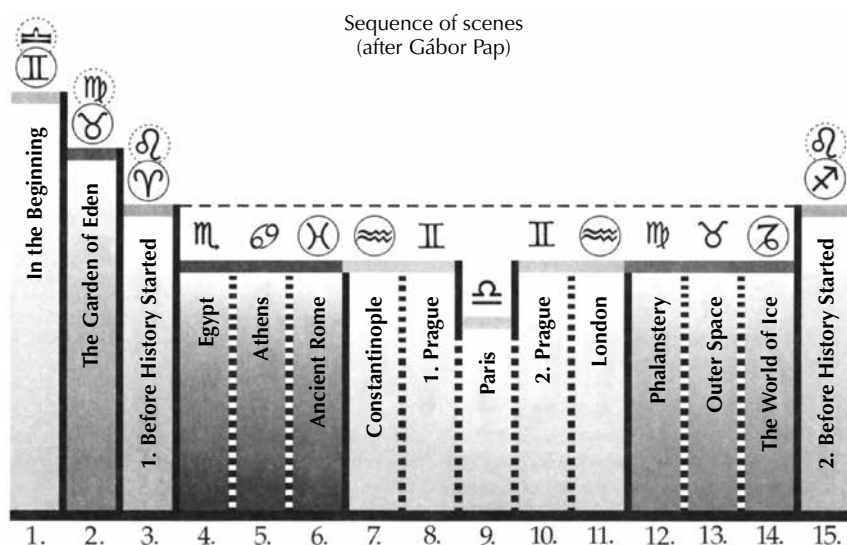 Sequence of scenes
(after Gábor Pap)
♎
♊
♍
♉
♌
♈
♌
♐
♏ ♋ ♓ ♒ ♊ ♎ ♊ ♒ ♍ ♉ ♑
In the Beginning
The Garden of Eden
1. Before History Started
Egypt
Athens
Ancient Rome
Constantinople
1. Prague
Paris
2. Prague
London
Phalanstery
Outer Space
The World of Ice
2. Before History Started
1. 2. 3. 4. 5. 6. 7. 8. 9. 10. 11. 12. 13. 14. 15.